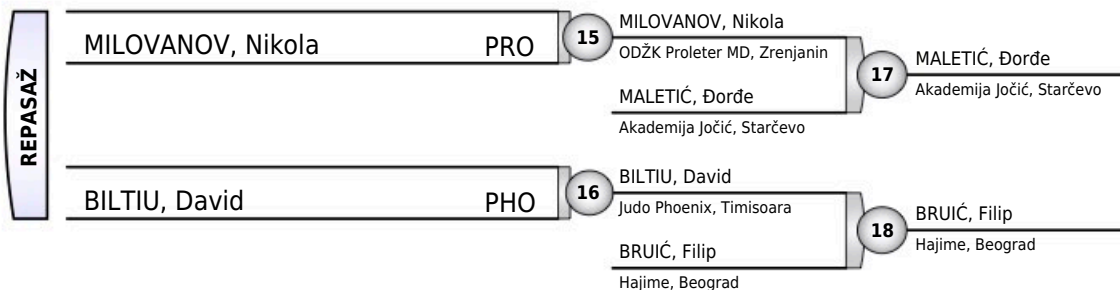 REPASAŽ
MILOVANOV, Nikola PRO
15
MILOVANOV, Nikola
ODŽK Proleter MD, Zrenjanin
MALETIĆ, Đorđe
Akademija Jočić, Starčevo
17
MALETIĆ, Đorđe
Akademija Jočić, Starčevo
BILTIU, David PHO
16
BILTIU, David
Judo Phoenix, Timisoara
BRUIĆ, Filip
Hajime, Beograd
18
BRUIĆ, Filip
Hajime, Beograd